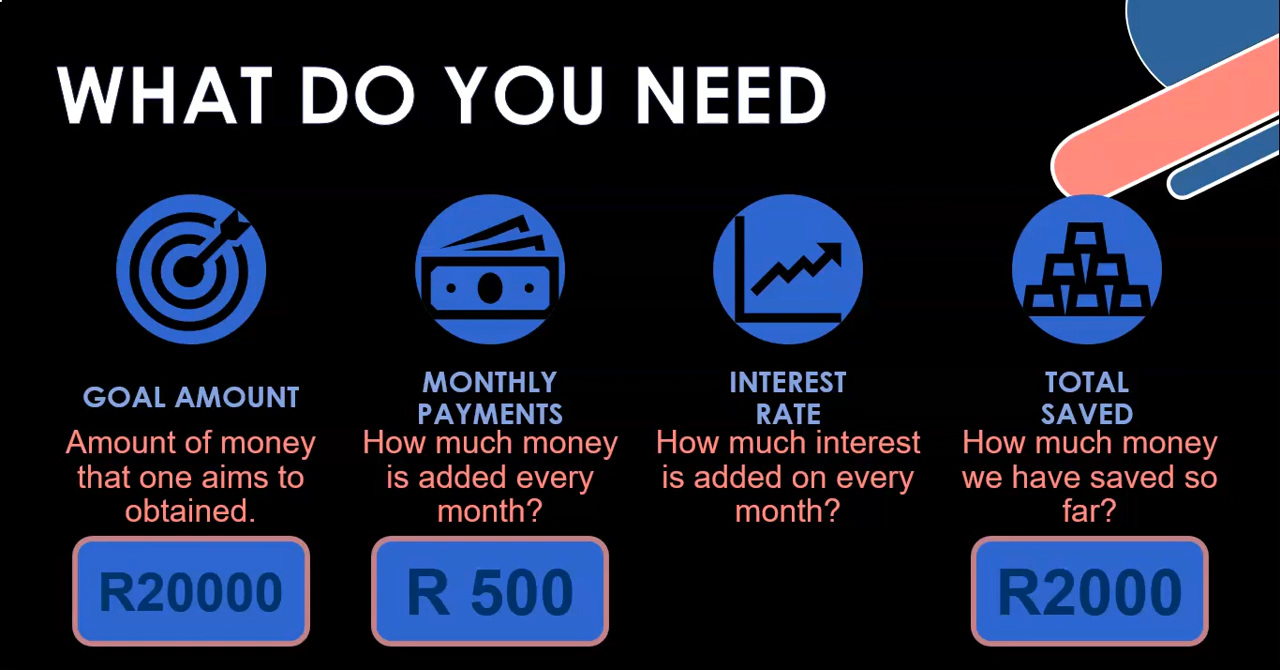 WHAT DO YOU NEED
GOAL AMOUNT
Amount of money
that one aims to
obtained.
R20000
MONTHLY
PAYMENTS
How much money
is added every
month?
R 500
INTEREST
RATE
How much interest
is added on every
month?
TOTAL
SAVED
How much money
we have saved so
far?
R2000